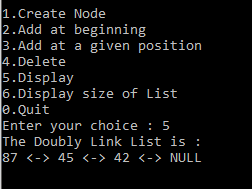 1.Create Node
2.Add at beginning
3.Add at a given position
4.Delete
5.Display
6.Display size of List
0.Quit
Enter your choice : 5
The Doubly Link List is :
87 <-> 45 <-> 42 <-> NULL